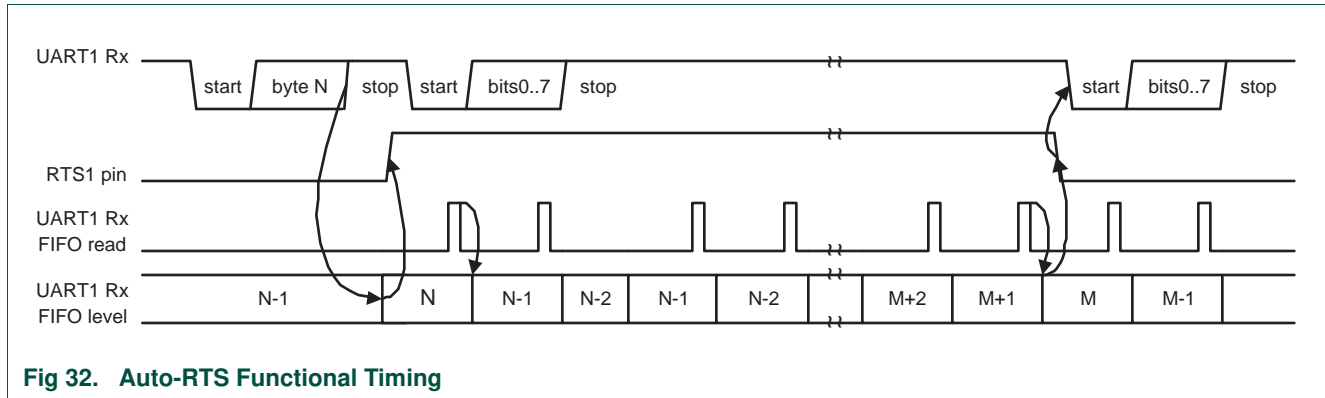 UART1 Rx
start byte N stop start bits0..7 stop start bits0..7 stop
RTS1 pin
UART1 Rx
FIFO read
UART1 Rx
FIFO level
N-1 N N-1 N-2 N-1 N-2 M+2 M+1 M M-1
Fig 32. Auto-RTS Functional Timing